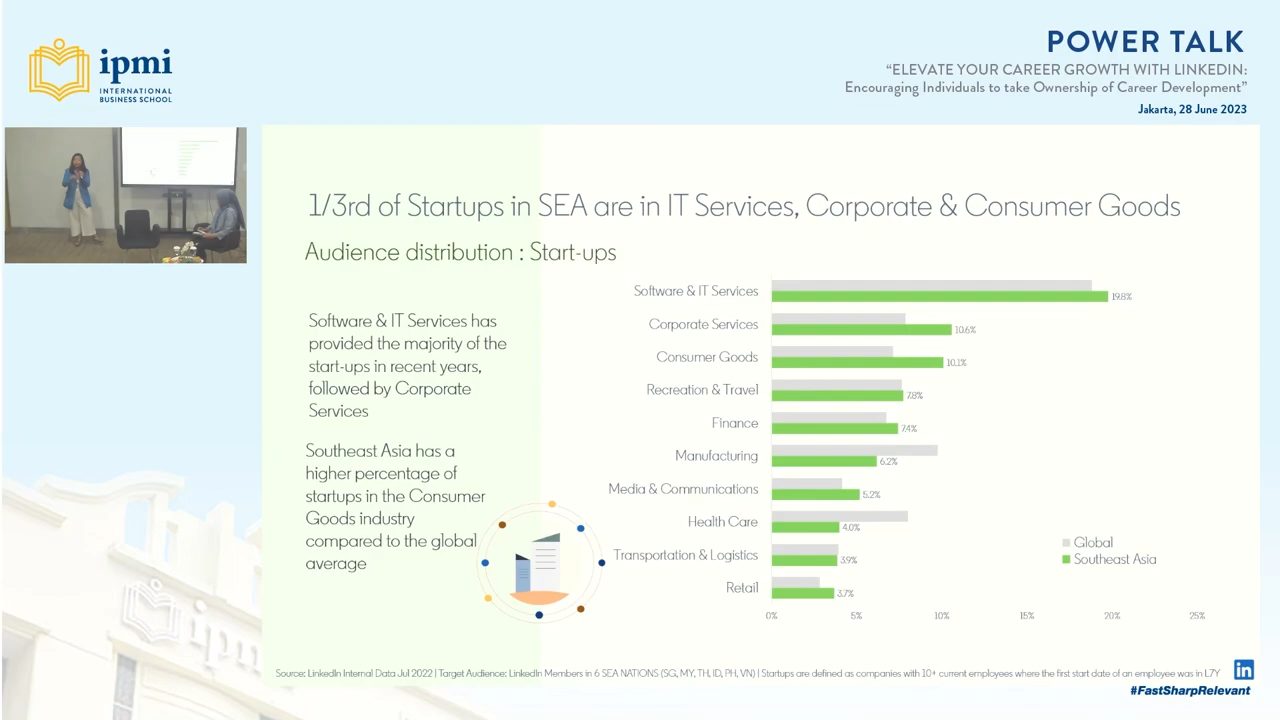 ipmi
INTERNATIONAL
BUSINESS SCHOOL
POWER TALK
“ELEVATE YOUR CAREER GROWTH WITH LINKEDIN:
Encouraging Individuals to take Ownership of Career Development”
Jakarta, 28 June 2023
1/3rd of Startups in SEA are in IT Services, Corporate & Consumer Goods
Audience distribution : Start-ups
Software & IT Services has
provided the majority of the
start-ups in recent years,
followed by Corporate
Services
Southeast Asia has a
higher percentage of
startups in the Consumer
Goods industry
compared to the global
average
Software & IT Services
19.8%
Corporate Services
10.6%
Consumer Goods
10.1%
Recreation & Travel
7.8%
Finance
7.4%
Manufacturing
6.2%
Media & Communications
5.2%
Health Care
4.0%
Transportation & Logistics
3.9%
Retail
3.7%
0% 5% 10% 15% 20% 25%
Global
Southeast Asia
Source: LinkedIn Internal Data Jul 2022 | Target Audience: LinkedIn Members in 6 SEA NATIONS (SG, MY, TH, ID, PH, VN) | Startups are defined as companies with 10+ current employees where the first start date of an employee was in L7Y
in
#FastSharpRelevant
ipmi